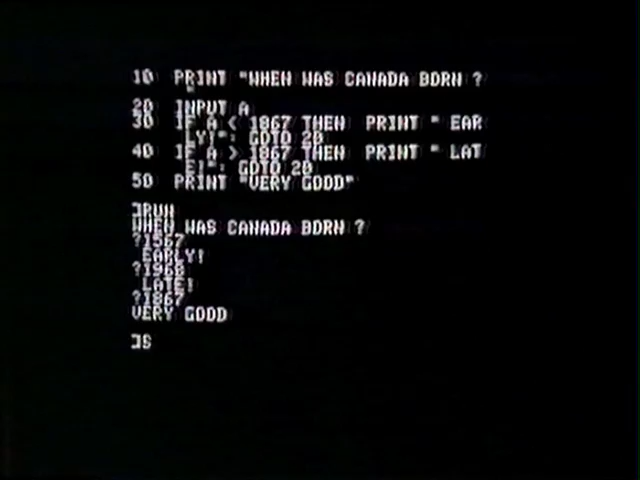 10  PRINT "WHEN WAS CANADA BORN ?
"
20  INPUT A
30  IF A < 1867 THEN  PRINT " EAR
LY!": GOTO 20
40  IF A > 1867 THEN  PRINT " LAT
E!": GOTO 20
50  PRINT "VERY GOOD"
]RUN
WHEN WAS CANADA BORN ?
?1567
EARLY!
?1968
LATE!
?1867
VERY GOOD
]S